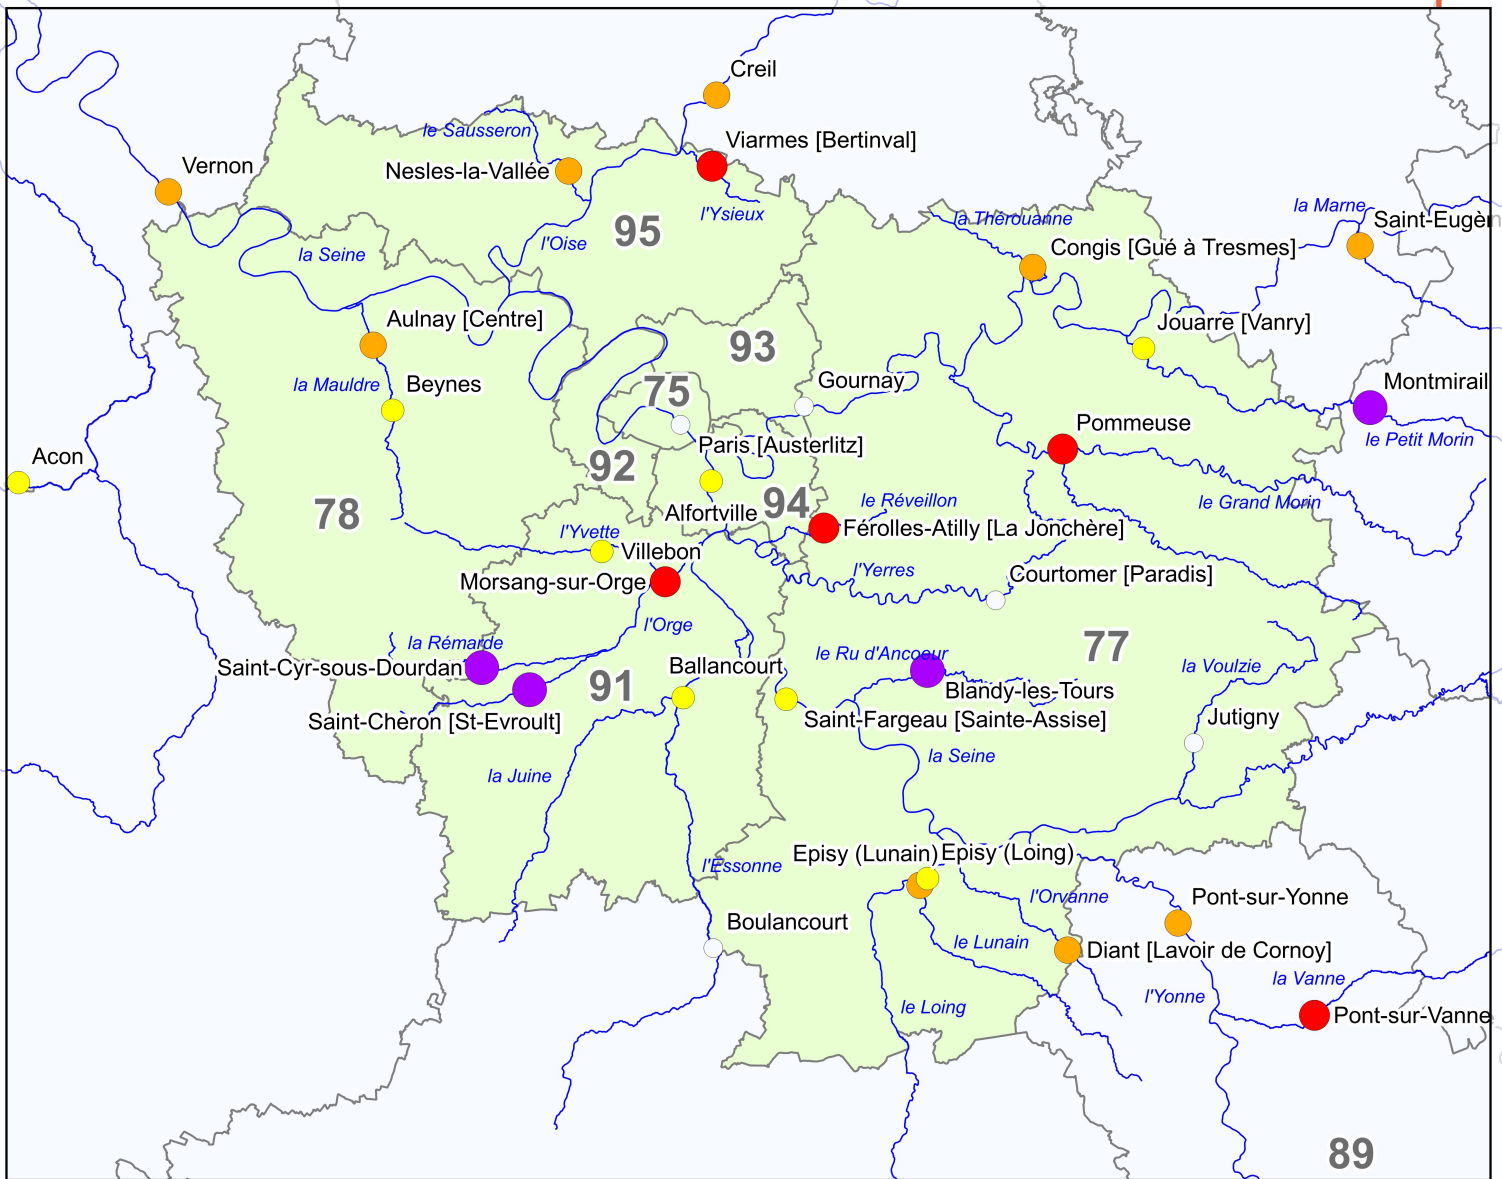 Creil
le Sausseron
Viarmes [Bertinval]
Vernon
Nesles-la-Vallée
l'Ysieux
la Marne
Saint-Eugèn
95
la Thérouanne
la Seine
l'Oise
Congis [Gué à Tresmes]
Aulnay [Centre]
Jouarre [Vanry]
93
la Mauldre
Beynes
75
Gournay
Montmirail
Pommeuse
le Petit Morin
Acon
Paris [Austerlitz]
92
78
94
le Réveillon
le Grand Morin
Alfortville
l'Yvette
Férolles-Atilly [La Jonchère]
Villebon
Morsang-sur-Orge
l'Yerres
Courtomer [Paradis]
l'Orge
la Rémarde
77
Saint-Cyr-sous-Dourdan
Ballancourt
le Ru d'Ancoeur
la Voulzie
91
Blandy-les-Tours
Saint-Chéron [St-Evroult]
Saint-Fargeau [Sainte-Assise]
Jutigny
la Seine
la Juine
Episy (Lunain)
Episy (Loing)
l'Essonne
l'Orvanne
Pont-sur-Yonne
Boulancourt
le Lunain
Diant [Lavoir de Cornoy]
la Vanne
l'Yonne
le Loing
Pont-sur-Vanne
89